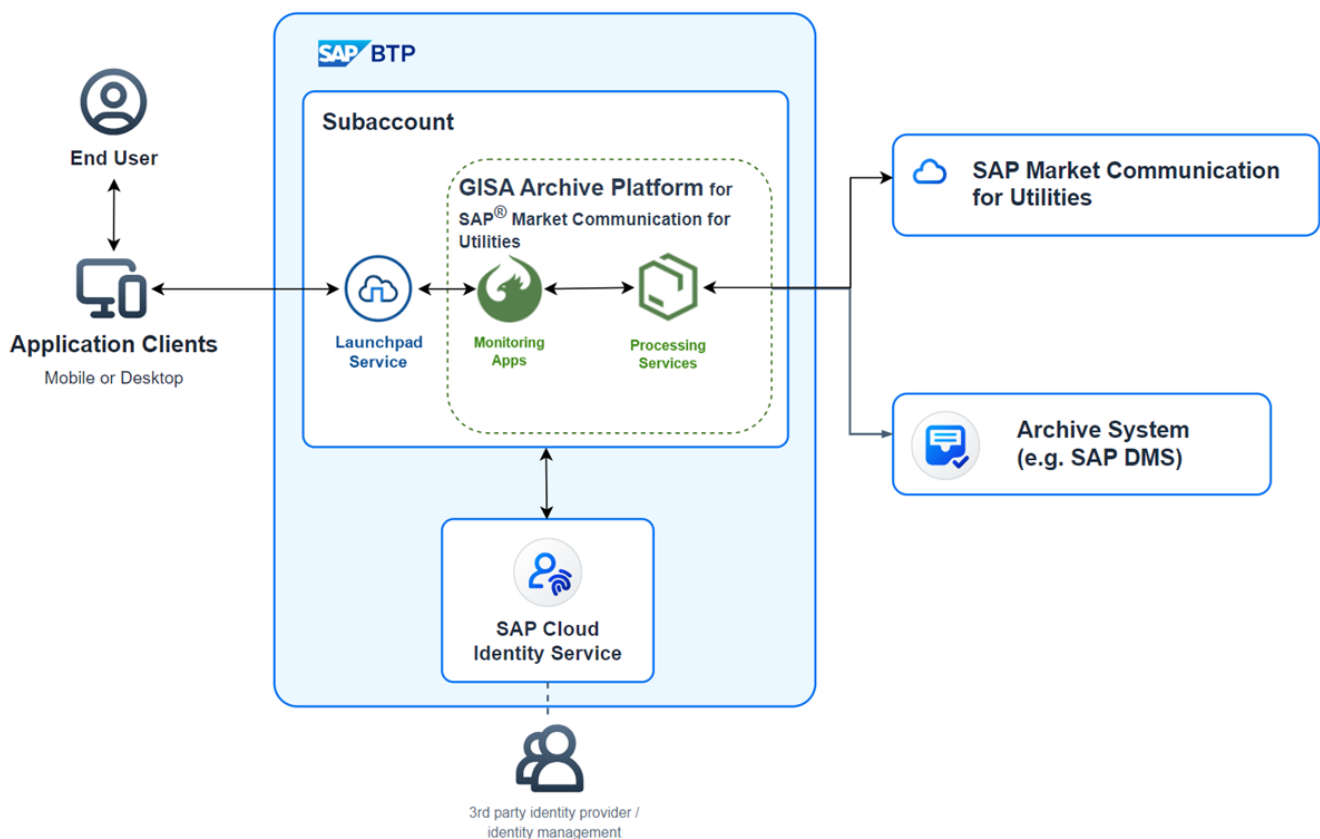 SAP BTP
Subaccount
End User
GISA Archive Platform for
SAP® Market Communication for
Utilities
SAP Market Communication
for Utilities
Launchpad
Service
Monitoring
Apps
Processing
Services
Application Clients
Mobile or Desktop
Archive System
(e.g. SAP DMS)
SAP Cloud
Identity Service
3rd party identity provider /
identity management